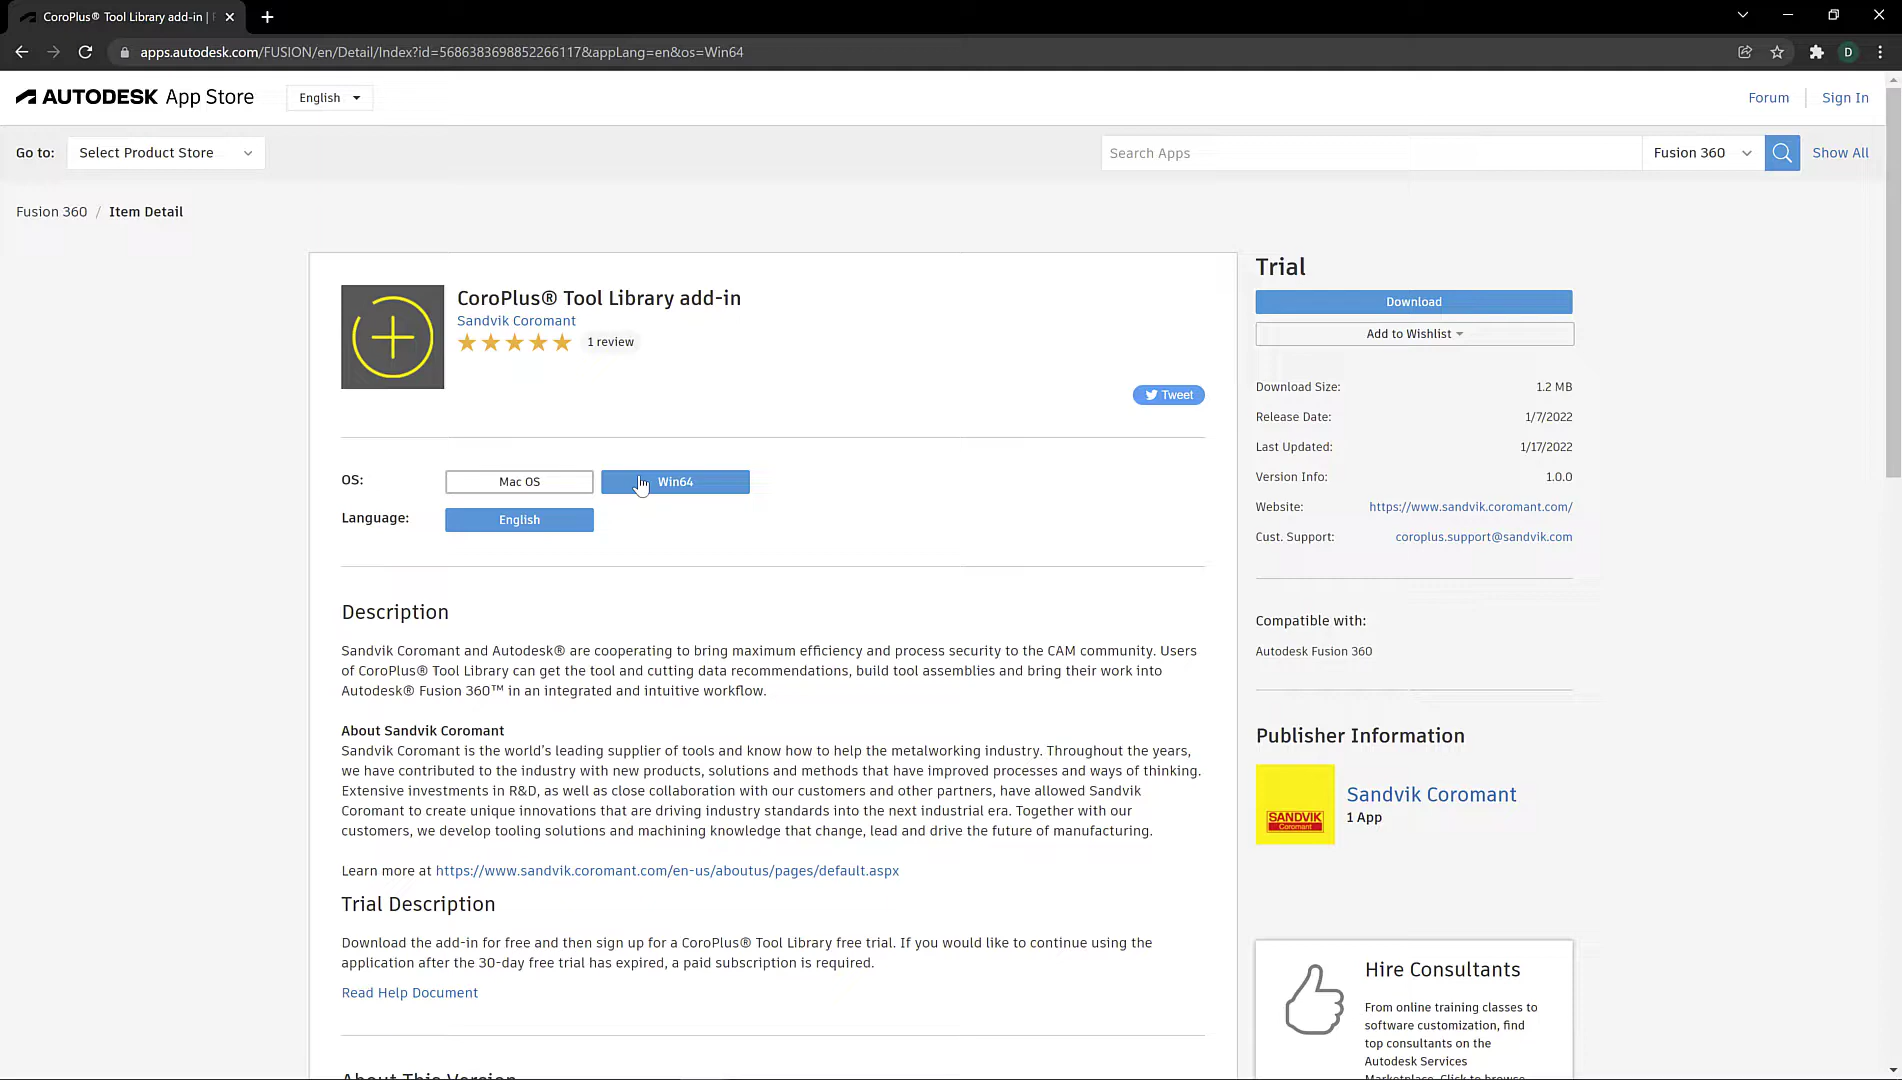 CoroPlus® Tool Library add-in |
apps.autodesk.com/FUSION/en/Detail/Index?id=5686383698852266117&appLang=en&os=Win64
D
AUTODESK App Store
English
Forum
Sign In
Go to:
Select Product Store
Search Apps
Fusion 360
Show All
Fusion 360 / Item Detail
CoroPlus® Tool Library add-in
Sandvik Coromant
1 review
Tweet
OS:
Mac OS
Win64
Language:
English
Description
Sandvik Coromant and Autodesk® are cooperating to bring maximum efficiency and process security to the CAM community. Users
of CoroPlus® Tool Library can get the tool and cutting data recommendations, build tool assemblies and bring their work into
Autodesk® Fusion 360™ in an integrated and intuitive workflow.
About Sandvik Coromant
Sandvik Coromant is the world's leading supplier of tools and know how to help the metalworking industry. Throughout the years,
we have contributed to the industry with new products, solutions and methods that have improved processes and ways of thinking.
Extensive investments in R&D, as well as close collaboration with our customers and other partners, have allowed Sandvik
Coromant to create unique innovations that are driving industry standards into the next industrial era. Together with our
customers, we develop tooling solutions and machining knowledge that change, lead and drive the future of manufacturing.
Learn more at https://www.sandvik.coromant.com/en-us/aboutus/pages/default.aspx
Trial Description
Download the add-in for free and then sign up for a CoroPlus® Tool Library free trial. If you would like to continue using the
application after the 30-day free trial has expired, a paid subscription is required.
Read Help Document
About This Version
Trial
Download
Add to Wishlist
Download Size: 1.2 MB
Release Date: 1/7/2022
Last Updated: 1/17/2022
Version Info: 1.0.0
Website: https://www.sandvik.coromant.com/
Cust. Support: coroplus.support@sandvik.com
Compatible with:
Autodesk Fusion 360
Publisher Information
SANDVIK
Coromant
Sandvik Coromant
1 App
Hire Consultants
From online training classes to
software customization, find
top consultants on the
Autodesk Services
Marketplace. Click to browse